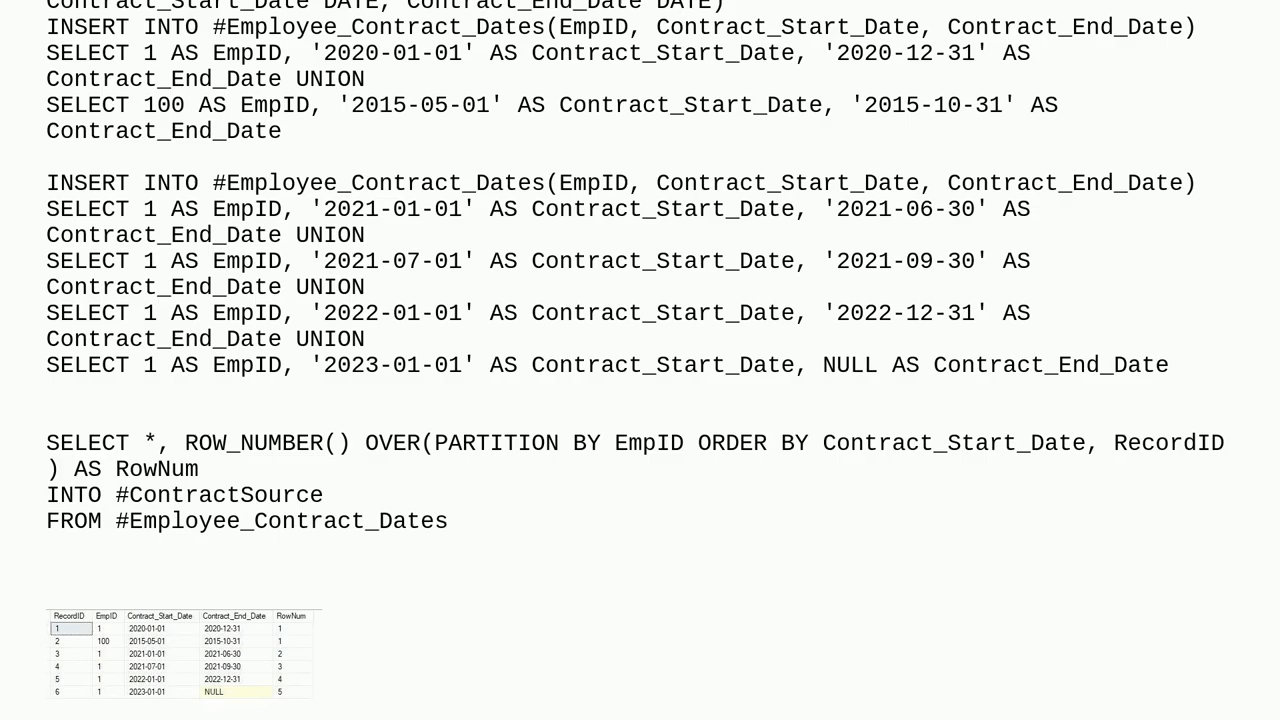 Contract_Start_Date DATE, Contract_End_Date DATE)
INSERT INTO #Employee_Contract_Dates(EmpID, Contract_Start_Date, Contract_End_Date)
SELECT 1 AS EmpID, '2020-01-01' AS Contract_Start_Date, '2020-12-31' AS
Contract_End_Date UNION
SELECT 100 AS EmpID, '2015-05-01' AS Contract_Start_Date, '2015-10-31' AS
Contract_End_Date
INSERT INTO #Employee_Contract_Dates(EmpID, Contract_Start_Date, Contract_End_Date)
SELECT 1 AS EmpID, '2021-01-01' AS Contract_Start_Date, '2021-06-30' AS
Contract_End_Date UNION
SELECT 1 AS EmpID, '2021-07-01' AS Contract_Start_Date, '2021-09-30' AS
Contract_End_Date UNION
SELECT 1 AS EmpID, '2022-01-01' AS Contract_Start_Date, '2022-12-31' AS
Contract_End_Date UNION
SELECT 1 AS EmpID, '2023-01-01' AS Contract_Start_Date, NULL AS Contract_End_Date
SELECT *, ROW_NUMBER() OVER(PARTITION BY EmpID ORDER BY Contract_Start_Date, RecordID
) AS RowNum
INTO #ContractSource
FROM #Employee_Contract_Dates
RecordID EmpID Contract_Start_Date Contract_End_Date RowNum
1 1 2020-01-01 2020-12-31 1
2 100 2015-05-01 2015-10-31 1
3 1 2021-01-01 2021-06-30 2
4 1 2021-07-01 2021-09-30 3
5 1 2022-01-01 2022-12-31 4
6 1 2023-01-01 NULL 5